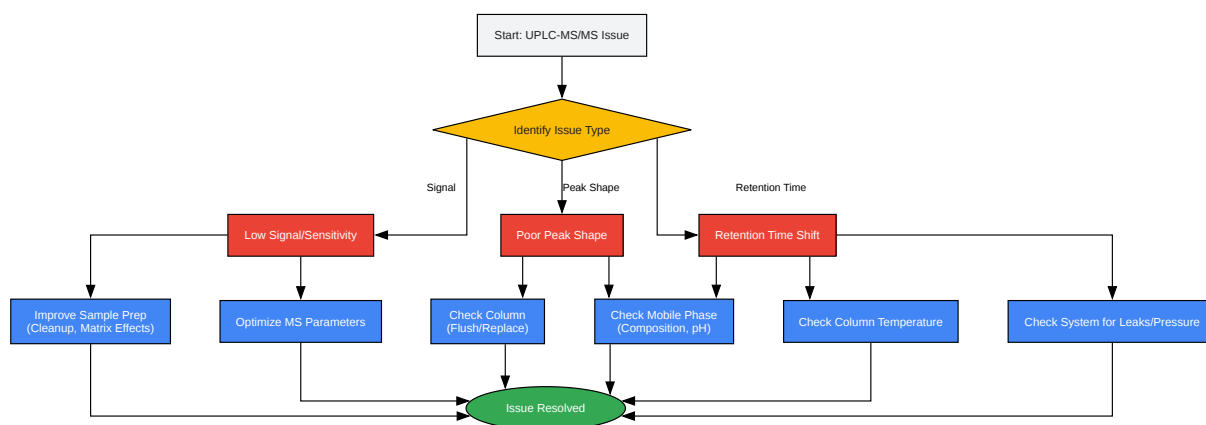 Start: UPLC-MS/MS Issue
Identify Issue Type
Signal
Peak Shape
Retention Time
Low Signal/Sensitivity
Poor Peak Shape
Retention Time Shift
Improve Sample Prep
(Cleanup, Matrix Effects)
Optimize MS Parameters
Check Column
(Flush/Replace)
Check Mobile Phase
(Composition, pH)
Check Column Temperature
Check System for Leaks/Pressure
Issue Resolved